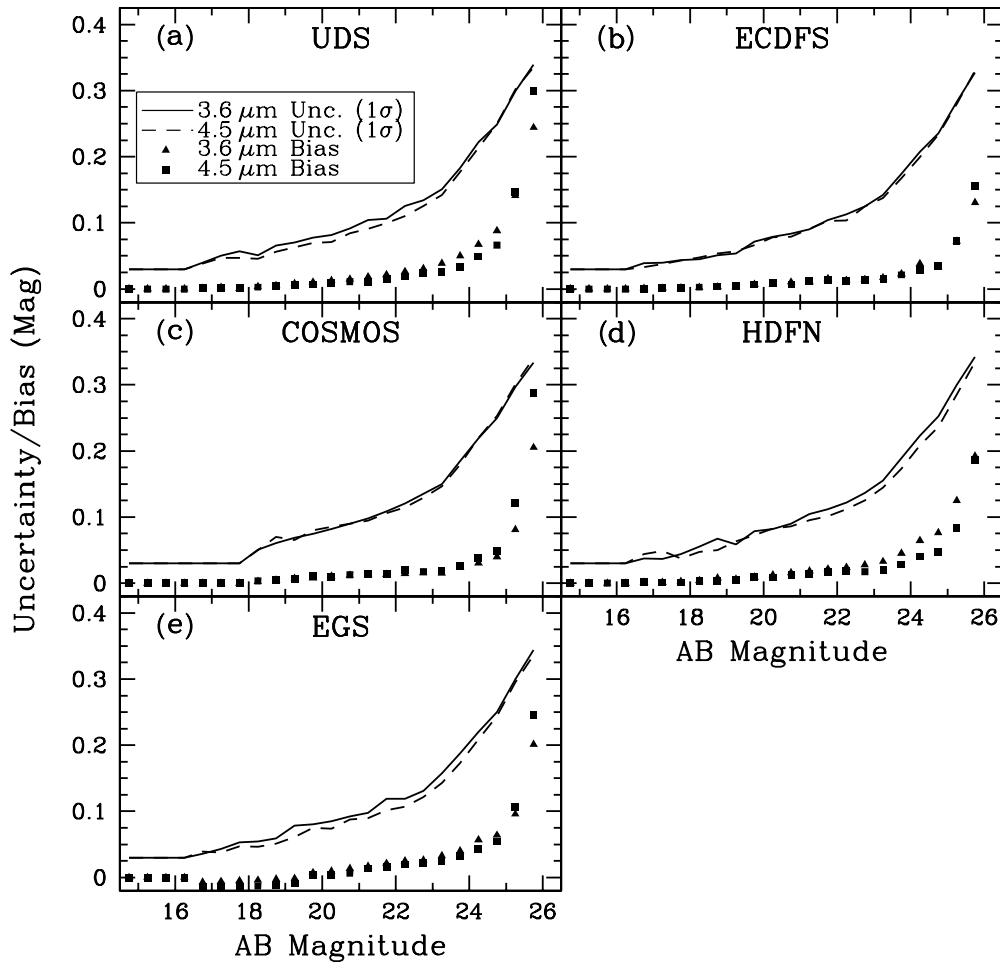 (a) UDS
(b) ECDFS
3.6 μm Unc. (1σ)
4.5 μm Unc. (1σ)
3.6 μm Bias
4.5 μm Bias
0.4
0.3
0.2
0.1
0
(c) COSMOS
(d) HDFN
0.4
0.3
0.2
0.1
0
16 18 20 22 24 26
AB Magnitude
(e) EGS
0.3
0.2
0.1
0
16 18 20 22 24 26
AB Magnitude
Uncertainty/Bias (Mag)